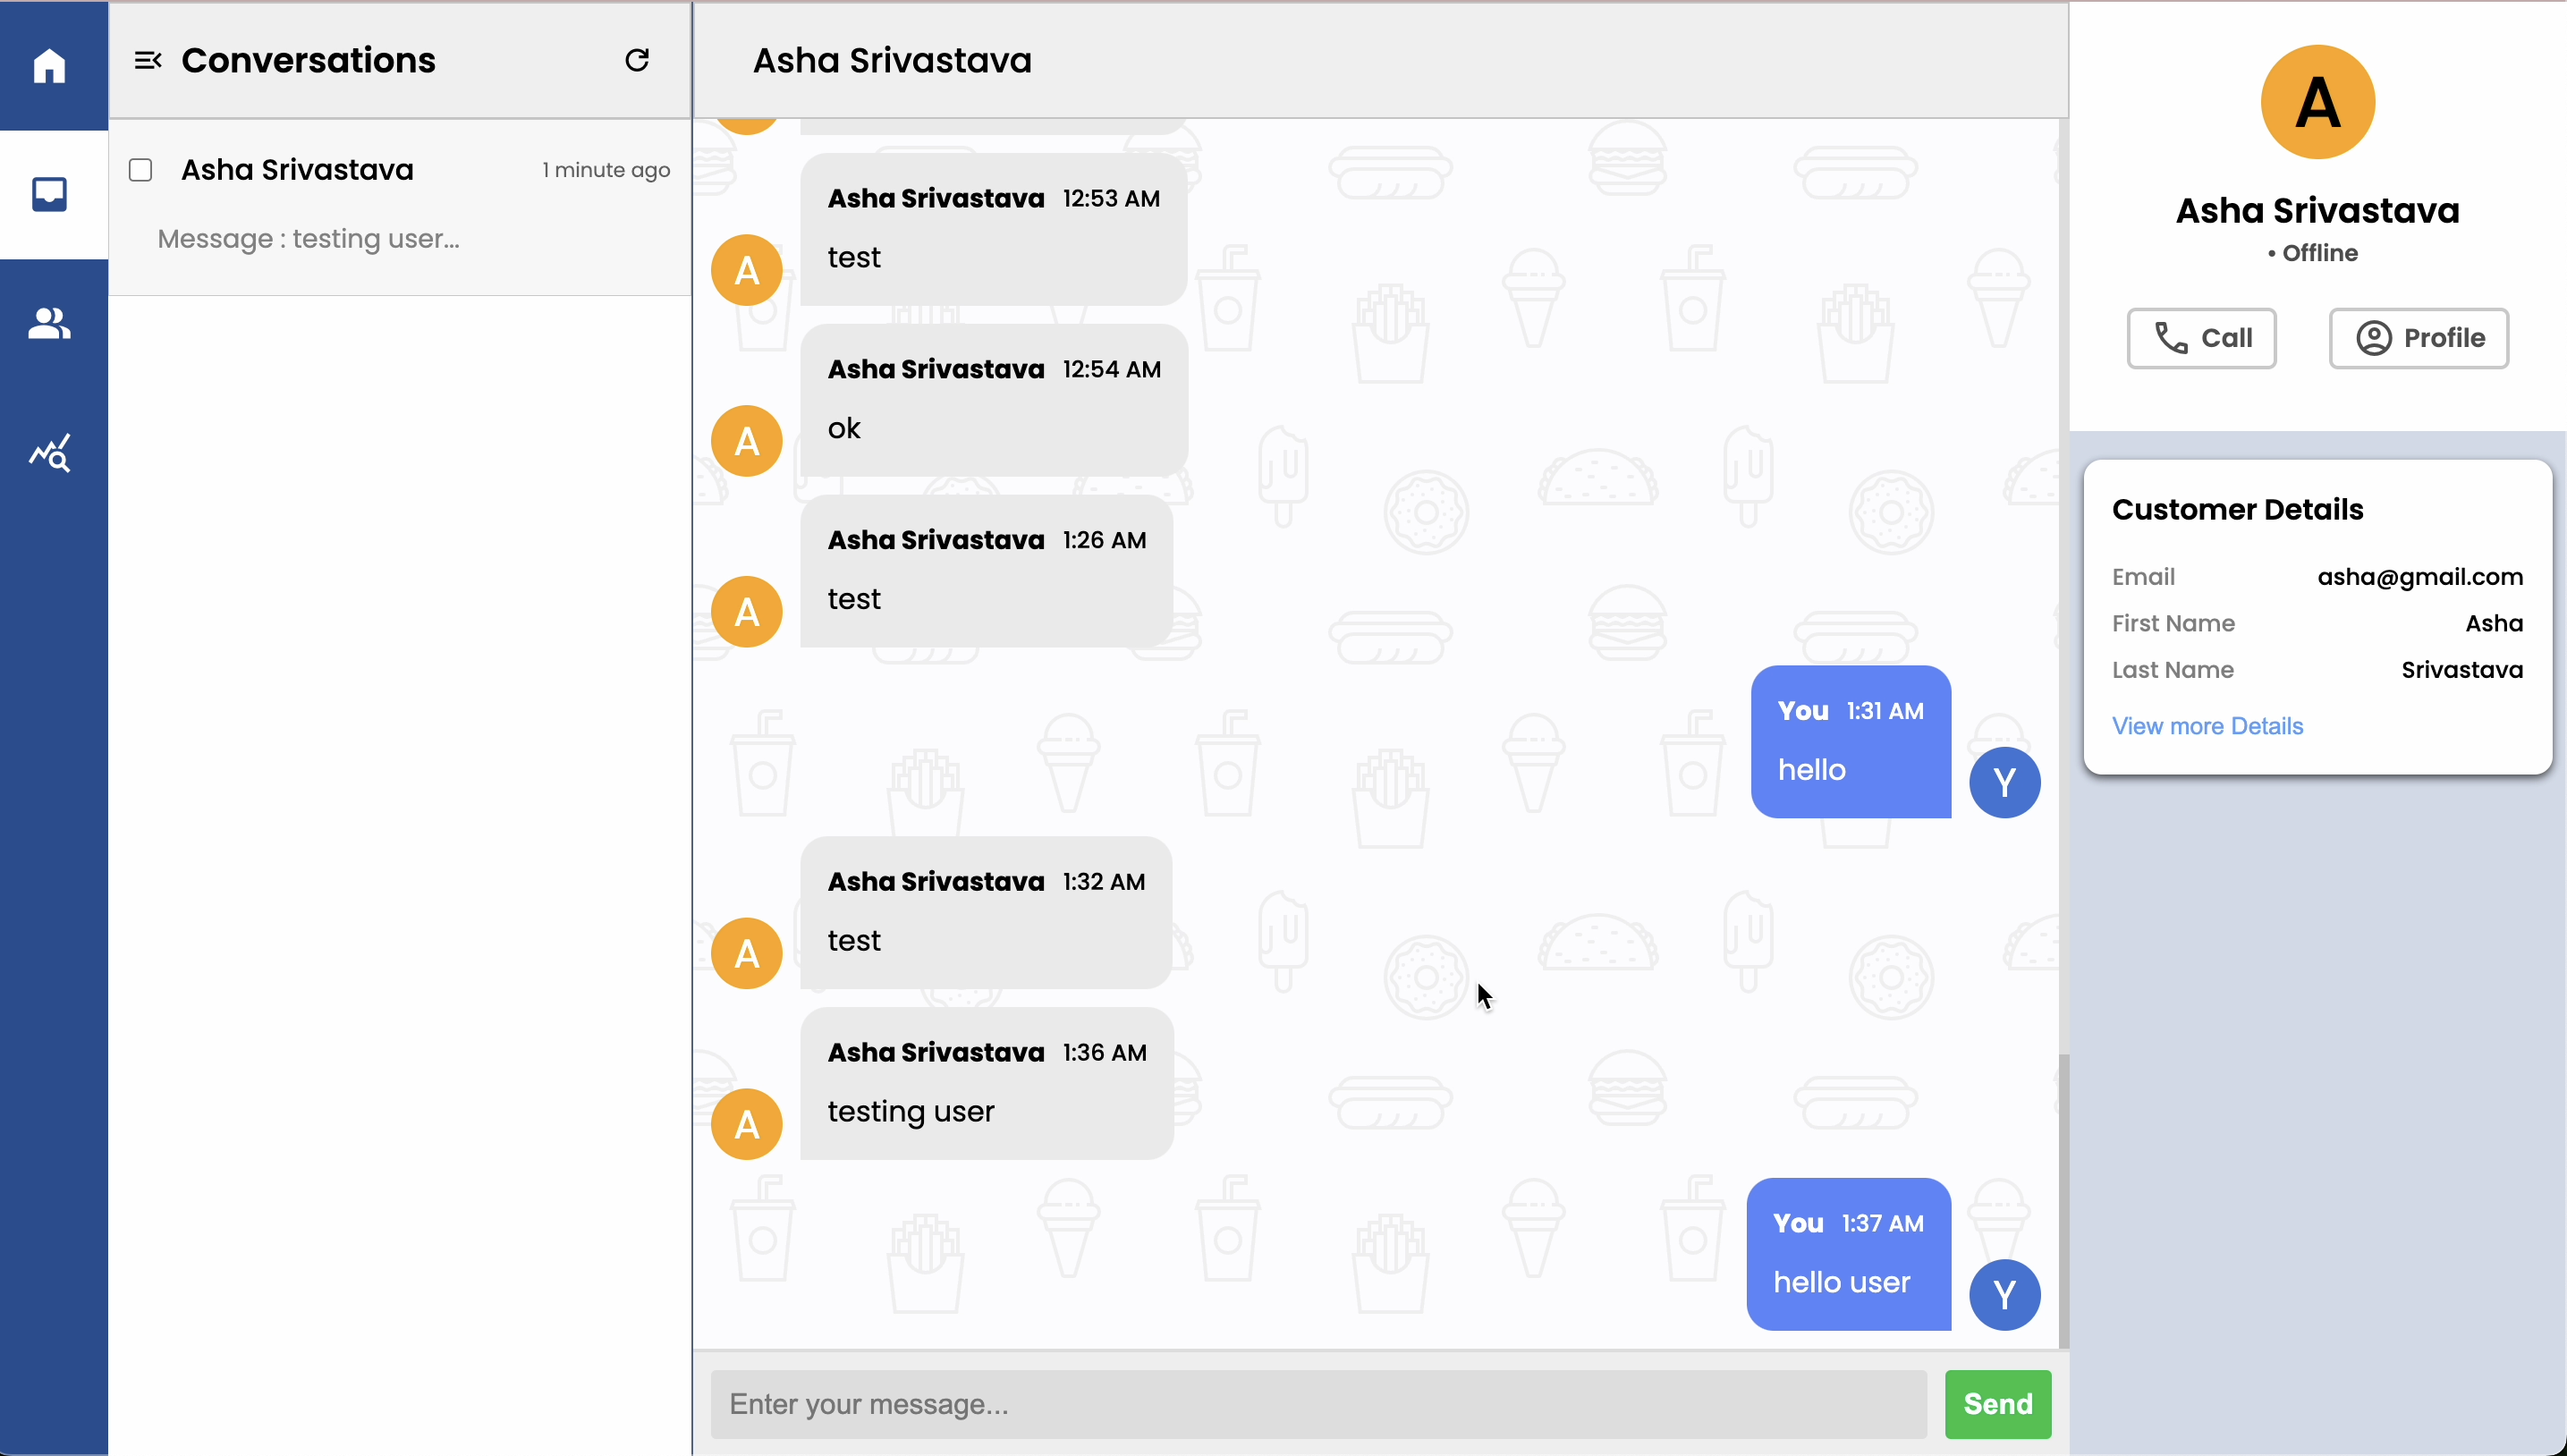 Conversations
Asha Srivastava 1 minute ago
Message : testing user...
Asha Srivastava
Asha Srivastava 12:53 AM
test
A
Asha Srivastava 12:54 AM
ok
A
Asha Srivastava 1:26 AM
test
A
You 1:31 AM
hello
Y
Asha Srivastava 1:32 AM
test
A
Asha Srivastava 1:36 AM
testing user
A
You 1:37 AM
hello user
Y
Enter your message...
Send
A
Asha Srivastava
• Offline
Call
Profile
Customer Details
Email asha@gmail.com
First Name Asha
Last Name Srivastava
View more Details